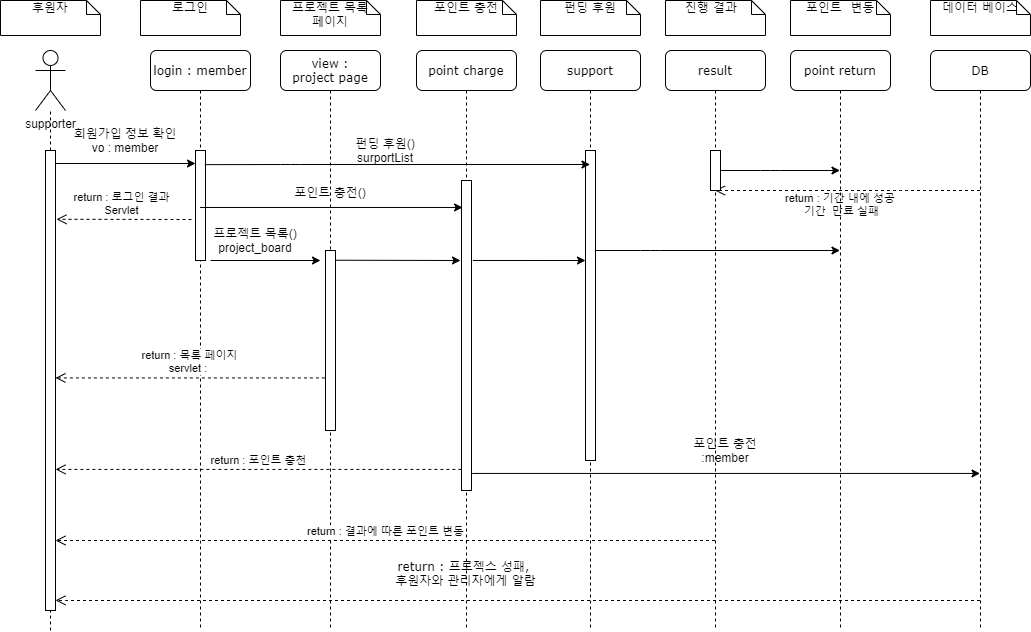 후원자
로그인
프로젝트 목록
페이지
포인트 충전
펀딩 후원
진행 결과
포인트 변동
데이터 베이스
login : member
view :
project page
point charge
support
result
point return
DB
supporter
회원가입 정보 확인
vo : member
펀딩 후원()
surportList
return : 로그인 결과
Servlet
포인트 충전()
return : 기간 내에 성공
기간 만료 실패
프로젝트 목록()
project_board
return : 목록 페이지
servlet :
포인트 충전
:member
return : 포인트 충천
return : 결과에 따른 포인트 변동
return : 프로젝스 성패,
후원자와 관리자에게 알람